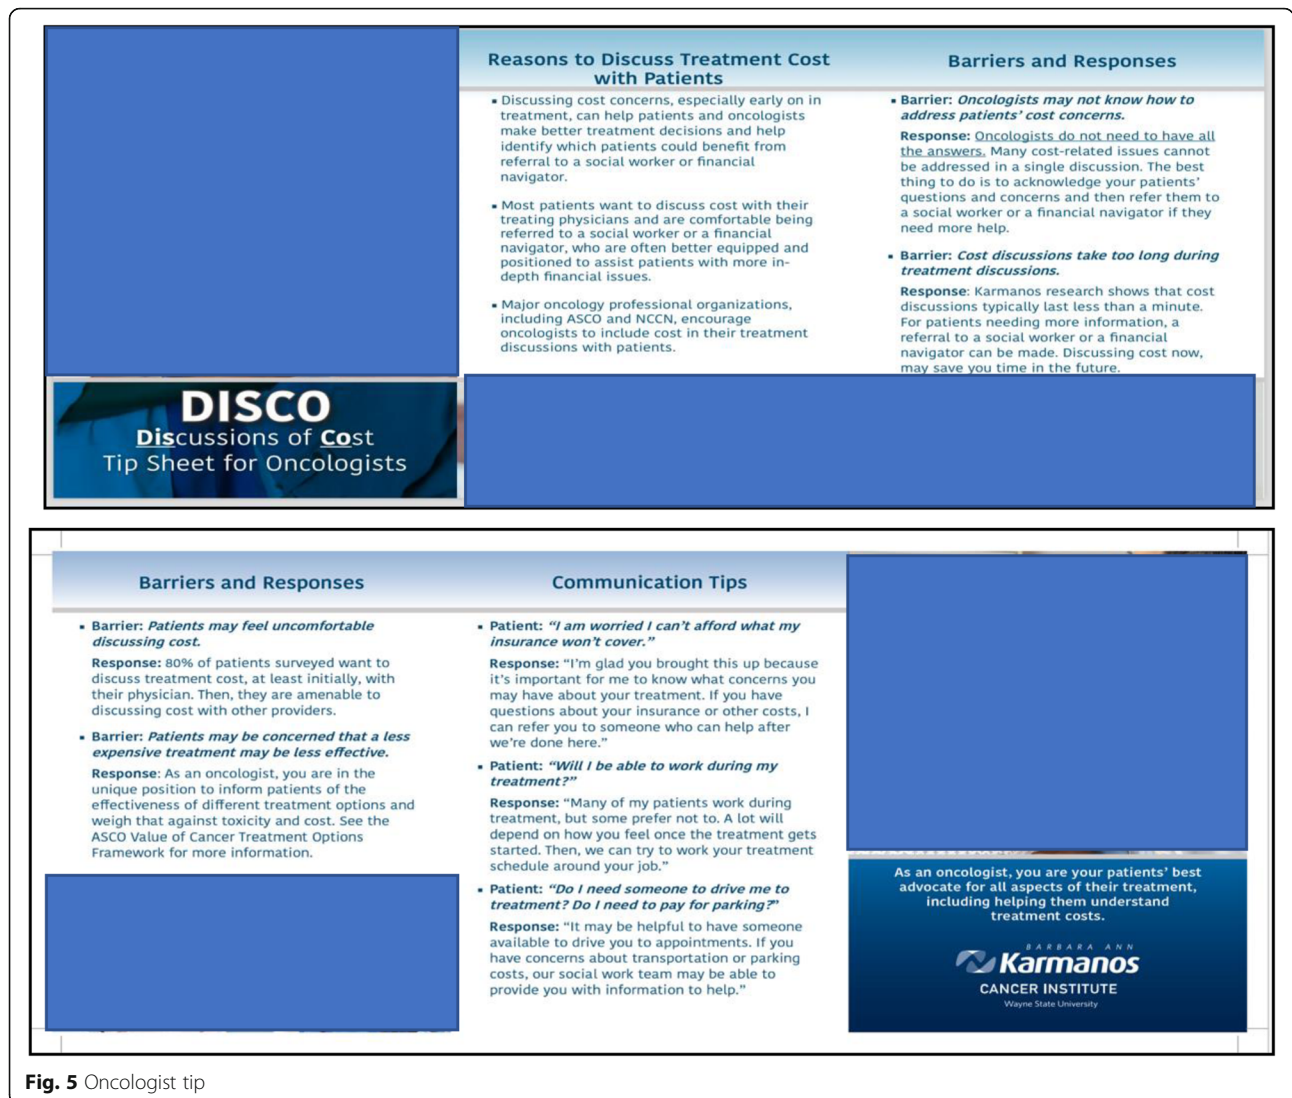 Reasons to Discuss Treatment Cost
with Patients
▪ Discussing cost concerns, especially early on in
treatment, can help patients and oncologists
make better treatment decisions and help
identify which patients could benefit from
referral to a social worker or financial
navigator.
▪ Most patients want to discuss cost with their
treating physicians and are comfortable being
referred to a social worker or a financial
navigator, who are often better equipped and
positioned to assist patients with more in-
depth financial issues.
▪ Major oncology professional organizations,
including ASCO and NCCN, encourage
oncologists to include cost in their treatment
discussions with patients.
Barriers and Responses
▪ Barrier: Oncologists may not know how to
address patients’ cost concerns.
Response: Oncologists do not need to have all
the answers. Many cost-related issues cannot
be addressed in a single discussion. The best
thing to do is to acknowledge your patients’
questions and concerns and then refer them to
a social worker or a financial navigator if they
need more help.
▪ Barrier: Cost discussions take too long during
treatment discussions.
Response: Karmanos research shows that cost
discussions typically last less than a minute.
For patients needing more information, a
referral to a social worker or a financial
navigator can be made. Discussing cost now,
may save you time in the future.
DISCO
Discussions of Cost
Tip Sheet for Oncologists
Barriers and Responses
▪ Barrier: Patients may feel uncomfortable
discussing cost.
Response: 80% of patients surveyed want to
discuss treatment cost, at least initially, with
their physician. Then, they are amenable to
discussing cost with other providers.
▪ Barrier: Patients may be concerned that a less
expensive treatment may be less effective.
Response: As an oncologist, you are in the
unique position to inform patients of the
effectiveness of different treatment options and
weigh that against toxicity and cost. See the
ASCO Value of Cancer Treatment Options
Framework for more information.
Communication Tips
▪ Patient: “I am worried I can’t afford what my
insurance won’t cover.”
Response: “I’m glad you brought this up because
it’s important for me to know what concerns you
may have about your treatment. If you have
questions about your insurance or other costs, I
can refer you to someone who can help after
we’re done here.”
▪ Patient: “Will I be able to work during my
treatment?”
Response: “Many of my patients work during
treatment, but some prefer not to. A lot will
depend on how you feel once the treatment gets
started. Then, we can try to work your treatment
schedule around your job.”
▪ Patient: “Do I need someone to drive me to
treatment? Do I need to pay for parking?”
Response: “It may be helpful to have someone
available to drive you to appointments. If you
have concerns about transportation or parking
costs, our social work team may be able to
provide you with information to help.”
As an oncologist, you are your patients’ best
advocate for all aspects of their treatment,
including helping them understand
treatment costs.
BARBARA ANN
Karmanos
CANCER INSTITUTE
Wayne State University
Fig. 5 Oncologist tip